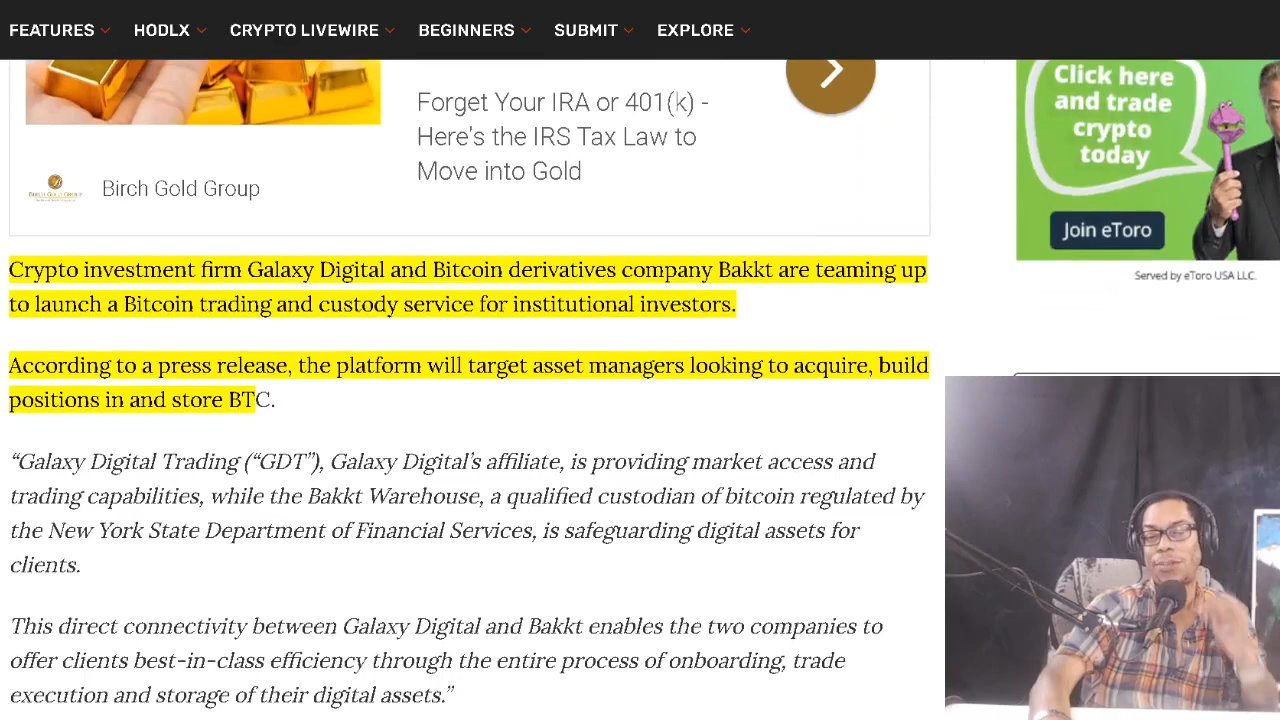 FEATURES HODLX CRYPTO LIVEWIRE BEGINNERS SUBMIT EXPLORE
Forget Your IRA or 401(k) -
Here's the IRS Tax Law to
Move into Gold
BIRCH GOLD GROUP
Birch Gold Group
Click here
and trade
crypto
today
Join eToro
Served by eToro USA LLC.
Crypto investment firm Galaxy Digital and Bitcoin derivatives company Bakkt are teaming up
to launch a Bitcoin trading and custody service for institutional investors.
According to a press release, the platform will target asset managers looking to acquire, build
positions in and store BTC.
“Galaxy Digital Trading (“GDT”), Galaxy Digital’s affiliate, is providing market access and
trading capabilities, while the Bakkt Warehouse, a qualified custodian of bitcoin regulated by
the New York State Department of Financial Services, is safeguarding digital assets for
clients.
This direct connectivity between Galaxy Digital and Bakkt enables the two companies to
offer clients best-in-class efficiency through the entire process of onboarding, trade
execution and storage of their digital assets.”